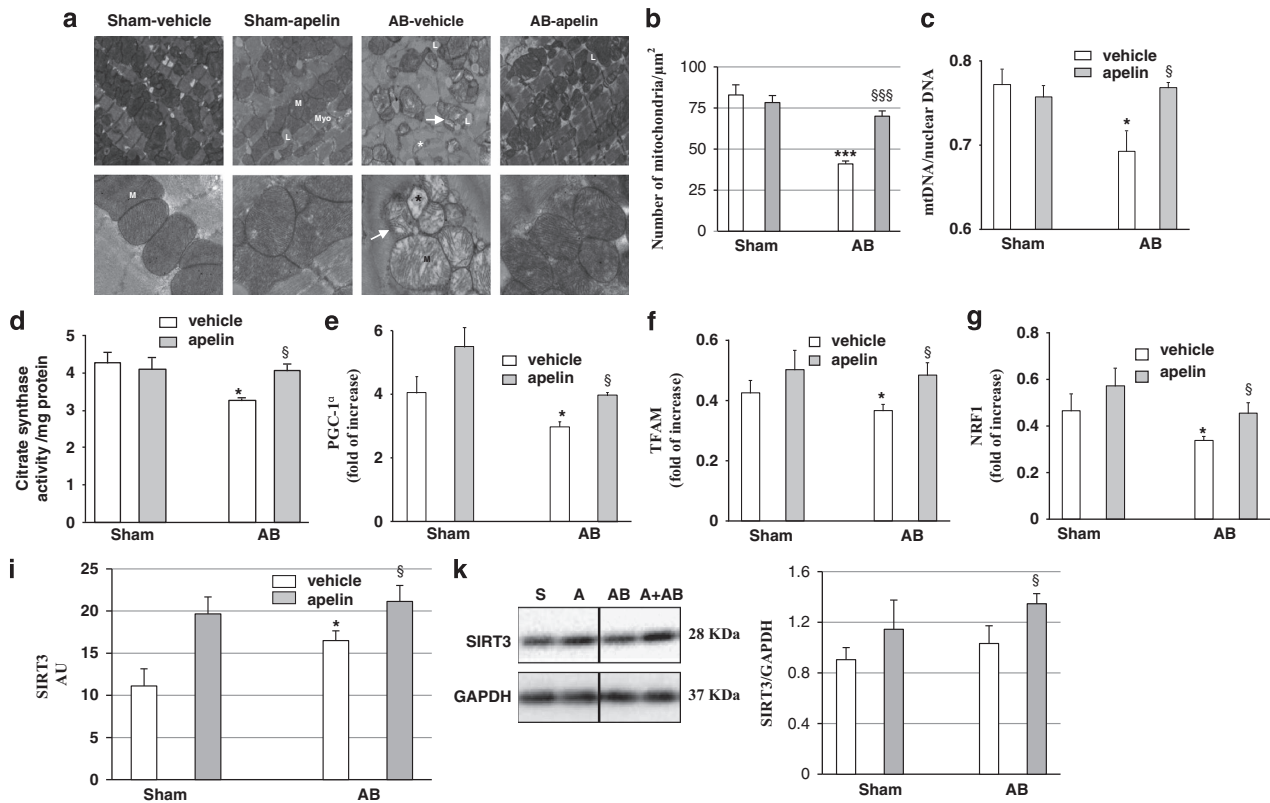 a
Sham-vehicle
Sham-apelin
AB-vehicle
AB-apelin
L
L
M
Myo
L
L
*
M
*
M
b
Number of mitochondria/μm²
100
75
50
25
0
***
§§§
Sham
AB
c
vehicle
apelin
mtDNA/nuclear DNA
0.8
0.7
0.6
*
§
Sham
AB
d
vehicle
apelin
Citrate synthase
activity /mg protein
5
4
3
2
1
0
*
§
Sham
AB
e
vehicle
apelin
PGC-1α
(fold of increase)
6
4
2
0
*
§
Sham
AB
f
vehicle
apelin
TFAM
(fold of increase)
0.6
0.4
0.2
0
*
§
Sham
AB
g
vehicle
apelin
NRF1
(fold of increase)
0.8
0.6
0.4
0.2
0
*
§
Sham
AB
i
vehicle
apelin
SIRT3
AU
25
20
15
10
5
0
*
§
Sham
AB
k
S A AB A+AB
SIRT3
28 KDa
GAPDH
37 KDa
SIRT3/GAPDH
1.6
1.2
0.8
0.4
0
§
Sham
AB